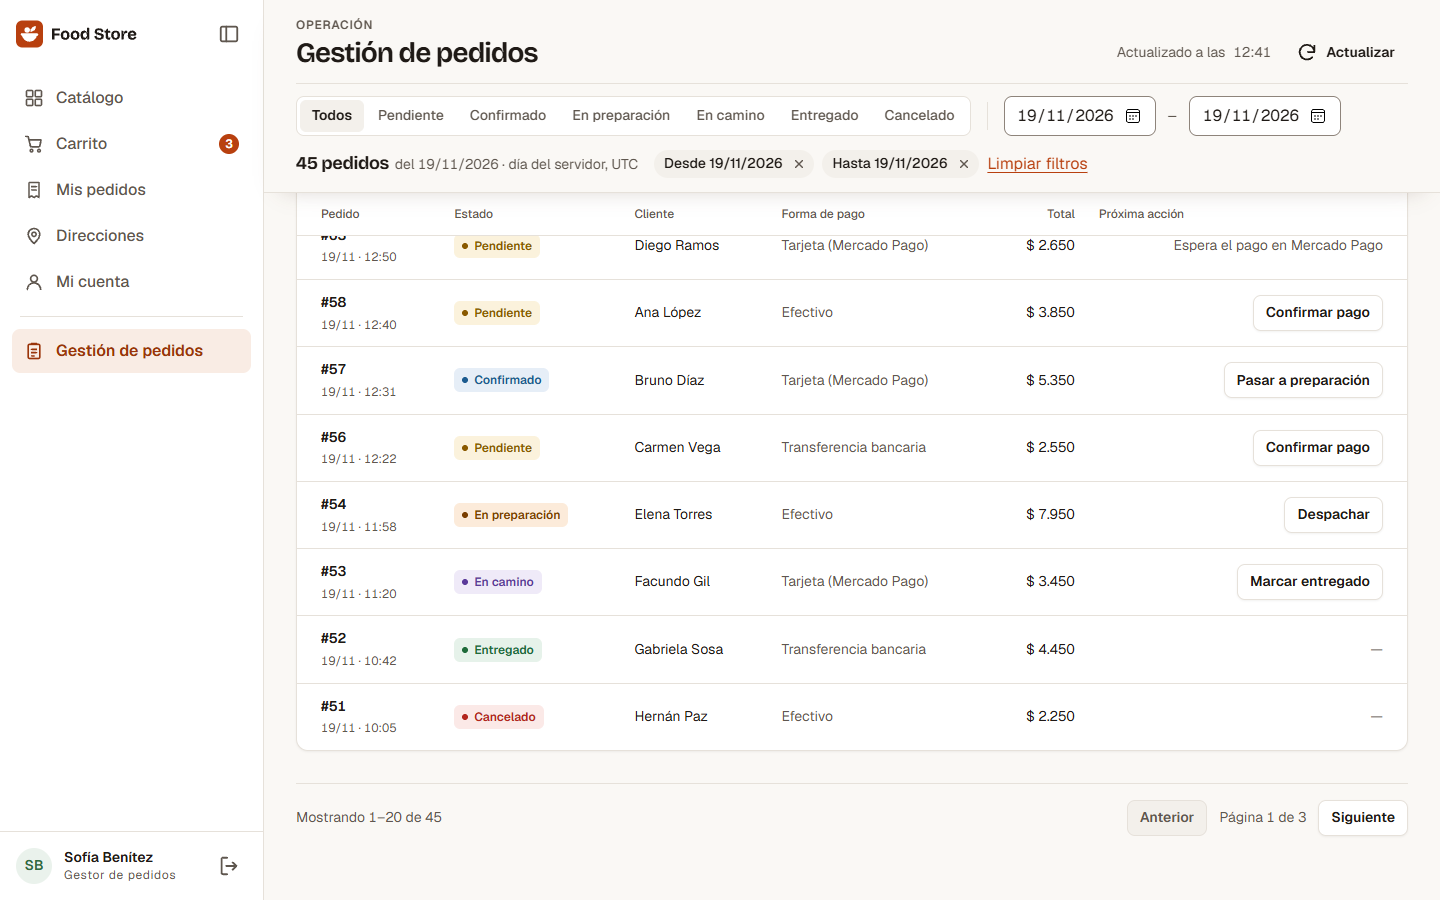 Food Store
Catálogo
Carrito 3
Mis pedidos
Direcciones
Mi cuenta
Gestión de pedidos
SB Sofía Benítez
Gestor de pedidos
OPERACIÓN
Gestión de pedidos
Actualizado a las 12:41 Actualizar
Todos Pendiente Confirmado En preparación En camino Entregado Cancelado 19/11/2026 – 19/11/2026
45 pedidos del 19/11/2026 · día del servidor, UTC Desde 19/11/2026 × Hasta 19/11/2026 × Limpiar filtros
Pedido Estado Cliente Forma de pago Total Próxima acción
Pendiente Diego Ramos Tarjeta (Mercado Pago) $ 2.650 Espera el pago en Mercado Pago
19/11 · 12:50
#58 Pendiente Ana López Efectivo $ 3.850 Confirmar pago
19/11 · 12:40
#57 Confirmado Bruno Díaz Tarjeta (Mercado Pago) $ 5.350 Pasar a preparación
19/11 · 12:31
#56 Pendiente Carmen Vega Transferencia bancaria $ 2.550 Confirmar pago
19/11 · 12:22
#54 En preparación Elena Torres Efectivo $ 7.950 Despachar
19/11 · 11:58
#53 En camino Facundo Gil Tarjeta (Mercado Pago) $ 3.450 Marcar entregado
19/11 · 11:20
#52 Entregado Gabriela Sosa Transferencia bancaria $ 4.450 —
19/11 · 10:42
#51 Cancelado Hernán Paz Efectivo $ 2.250 —
19/11 · 10:05
Mostrando 1–20 de 45 Anterior Página 1 de 3 Siguiente